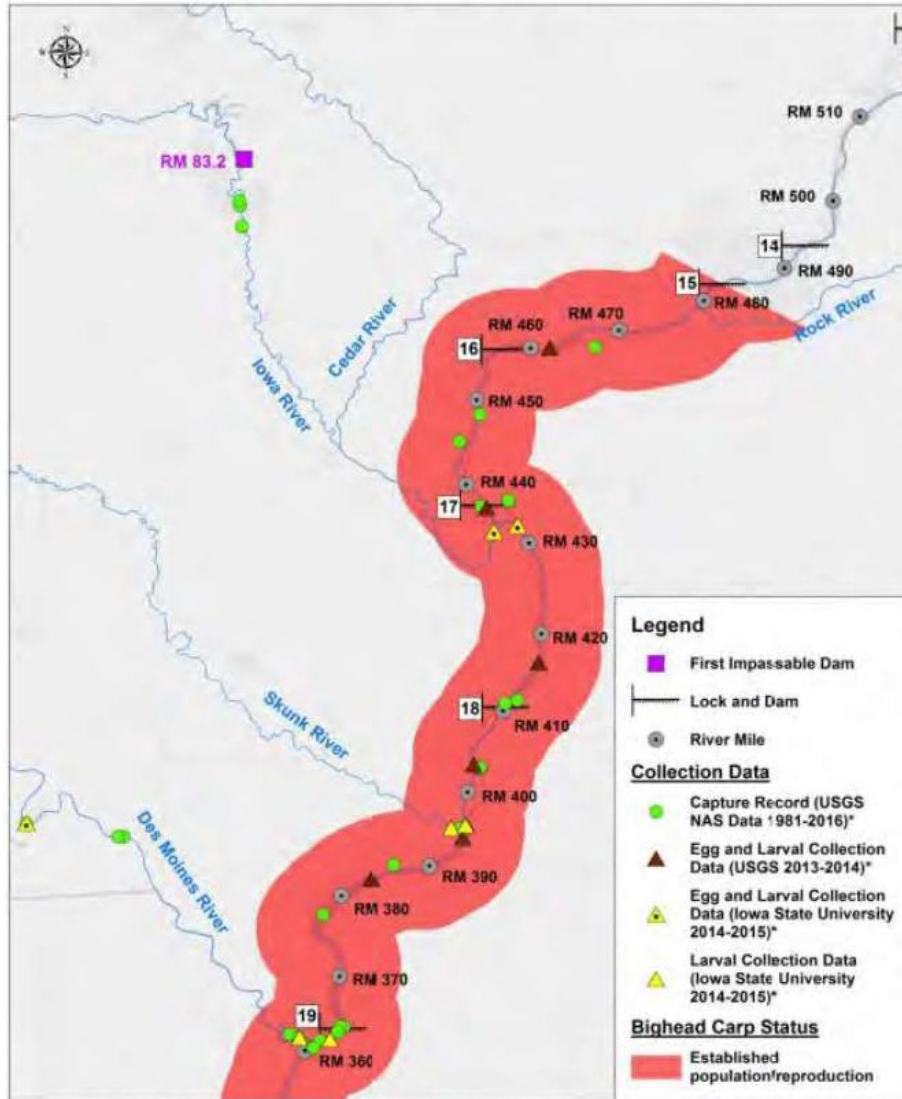 N
RM 510
RM 83.2
RM 500
14
RM 490
15
RM 480
Rock River
RM 470
RM 460
16
Cedar River
Iowa River
RM 450
RM 440
17
RM 430
RM 420
18
RM 410
Skunk River
RM 400
Des Moines River
RM 390
RM 380
RM 370
19
RM 360
Legend
First Impassable Dam
Lock and Dam
River Mile
Collection Data
Capture Record (USGS
NAS Data 1981-2016)*
Egg and Larval Collection
Data (USGS 2013-2014)*
Egg and Larval Collection
Data (Iowa State University
2014-2015)*
Larval Collection Data
(Iowa State University
2014-2015)*
Bighead Carp Status
Established
population/reproduction